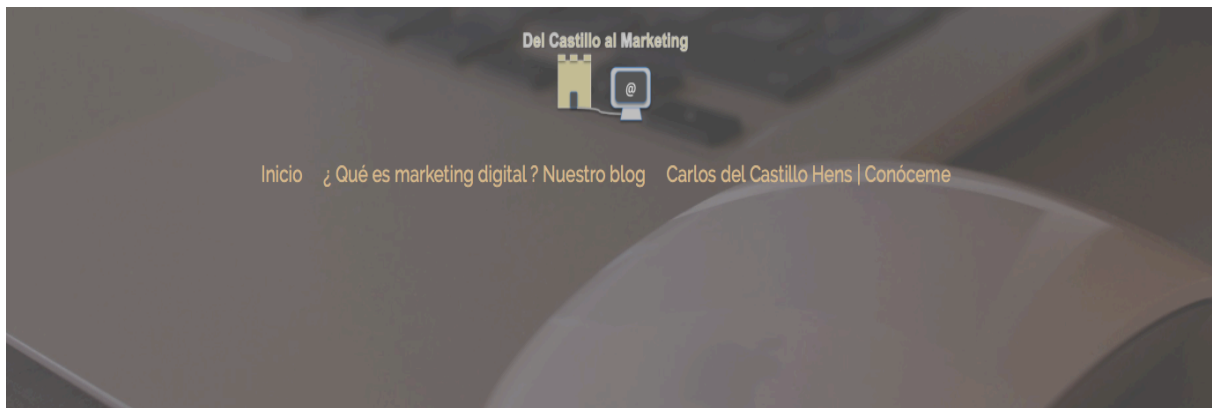 Del Castillo al Marketing
@
Inicio ¿ Qué es marketing digital ? Nuestro blog Carlos del Castillo Hens | Conóceme